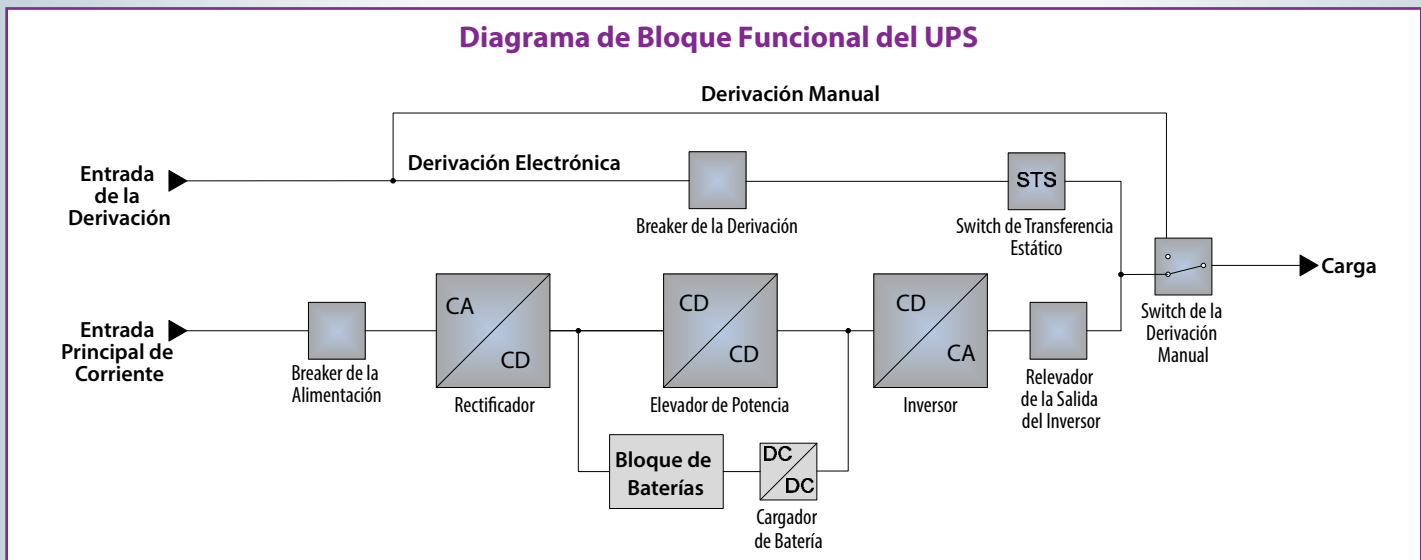 Diagrama de Bloque Funcional del UPS
Derivación Manual
Entrada
de la
Derivación
Derivación Electrónica
Breaker de la Derivación
STS
Switch de Transferencia
Estático
Switch de la
Derivación
Manual
Carga
Entrada
Principal de
Corriente
Breaker de la
Alimentación
CA
CD
Rectificador
CD
CD
Elevador de Potencia
CD
CA
Inversor
Relevador
de la Salida
del Inversor
Bloque de
Baterías
DC
DC
Cargador
de Batería